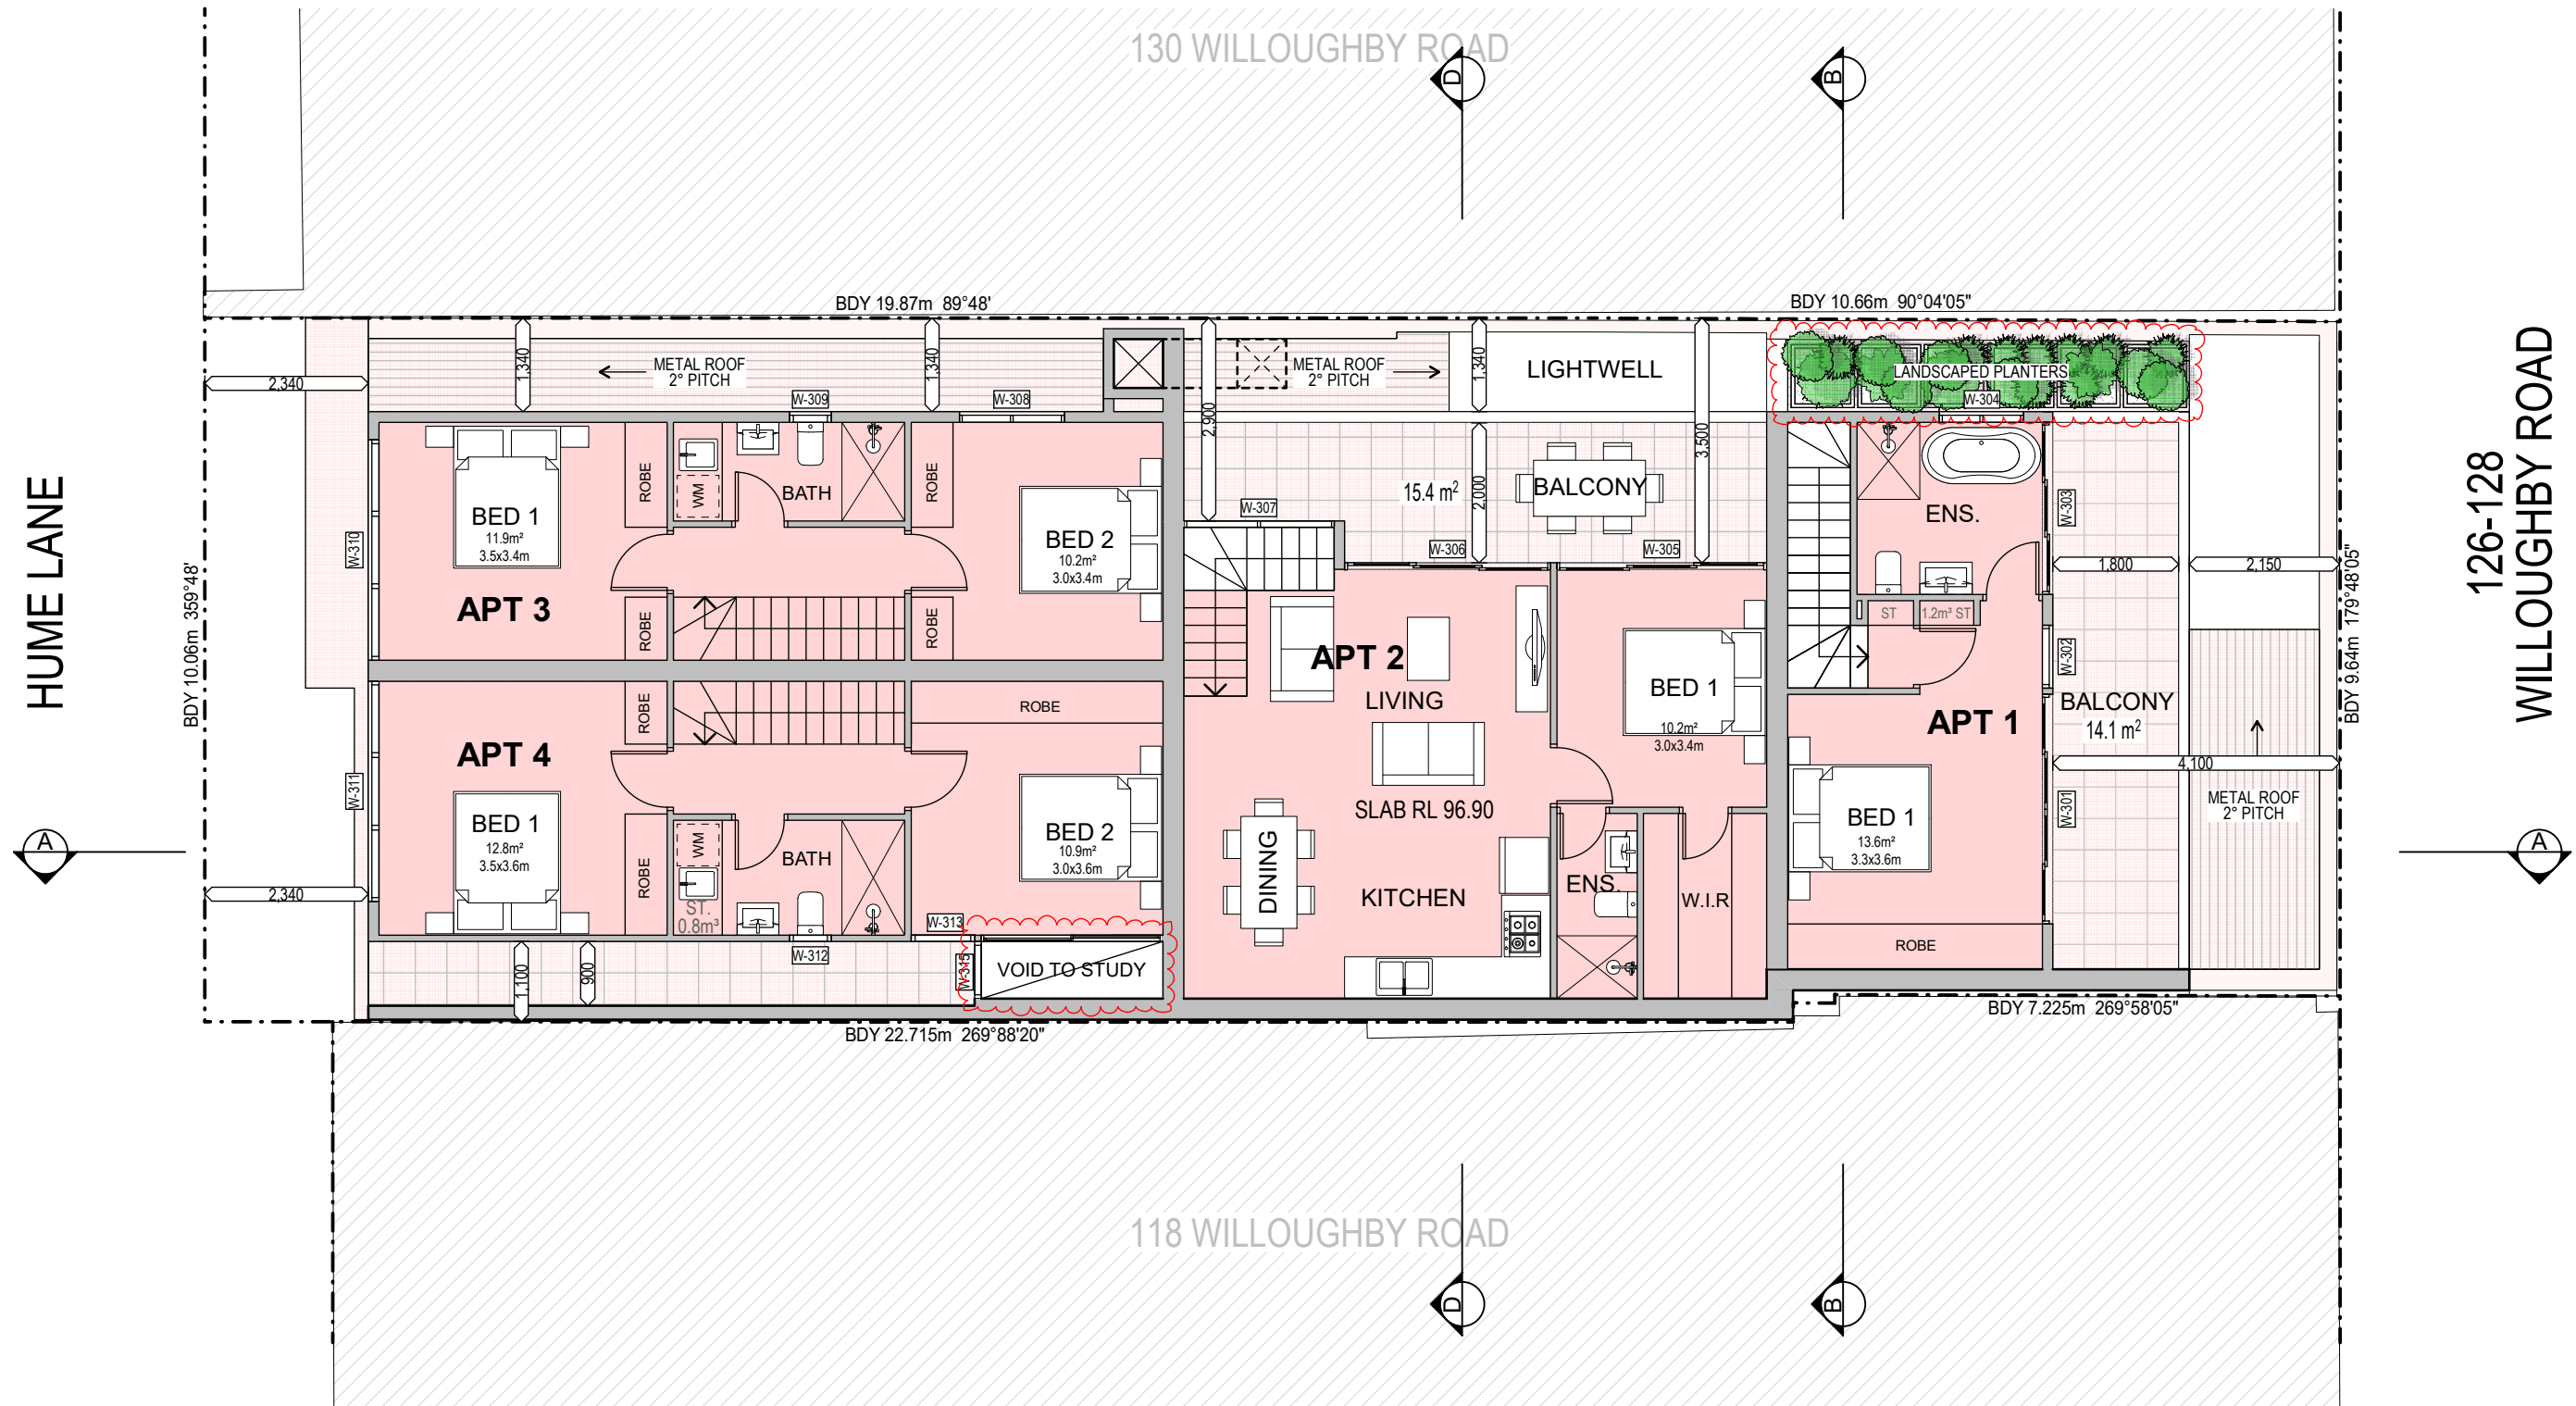 130 WILLOUGHBY ROAD
D
B
BDY 19.87m 89°48'
BDY 10.66m 90°04'05"
HUME LANE
126-128
WILLOUGHBY ROAD
BDY 10.06m 359°48'
BDY 9.64m 179°48'05"
2,340
1,340
METAL ROOF
2° PITCH
1,340
2,900
METAL ROOF
2° PITCH
1,340
LIGHTWELL
3,500
LANDSCAPED PLANTERS
W-304
W-309
W-308
W-310
BED 1
11.9m²
3.5x3.4m
APT 3
ROBE
ROBE
WM
BATH
ROBE
ROBE
BED 2
10.2m²
3.0x3.4m
W-307
15.4 m²
2,000
BALCONY
W-306
W-305
ENS.
W-303
1,800
2,150
ST
1.2m³ ST
W-302
BALCONY
14.1 m²
4,100
METAL ROOF
2° PITCH
APT 2
LIVING
SLAB RL 96.90
DINING
KITCHEN
BED 1
10.2m²
3.0x3.4m
ENS.
W.I.R
APT 1
BED 1
13.6m²
3.3x3.6m
W-301
ROBE
W-311
APT 4
BED 1
12.8m²
3.5x3.6m
ROBE
ROBE
WM
ST.
0.8m³
BATH
ROBE
BED 2
10.9m²
3.0x3.6m
W-313
W-315
VOID TO STUDY
W-312
2,340
1,100
900
A
A
BDY 22.715m 269°88'20"
BDY 7.225m 269°58'05"
118 WILLOUGHBY ROAD
D
B